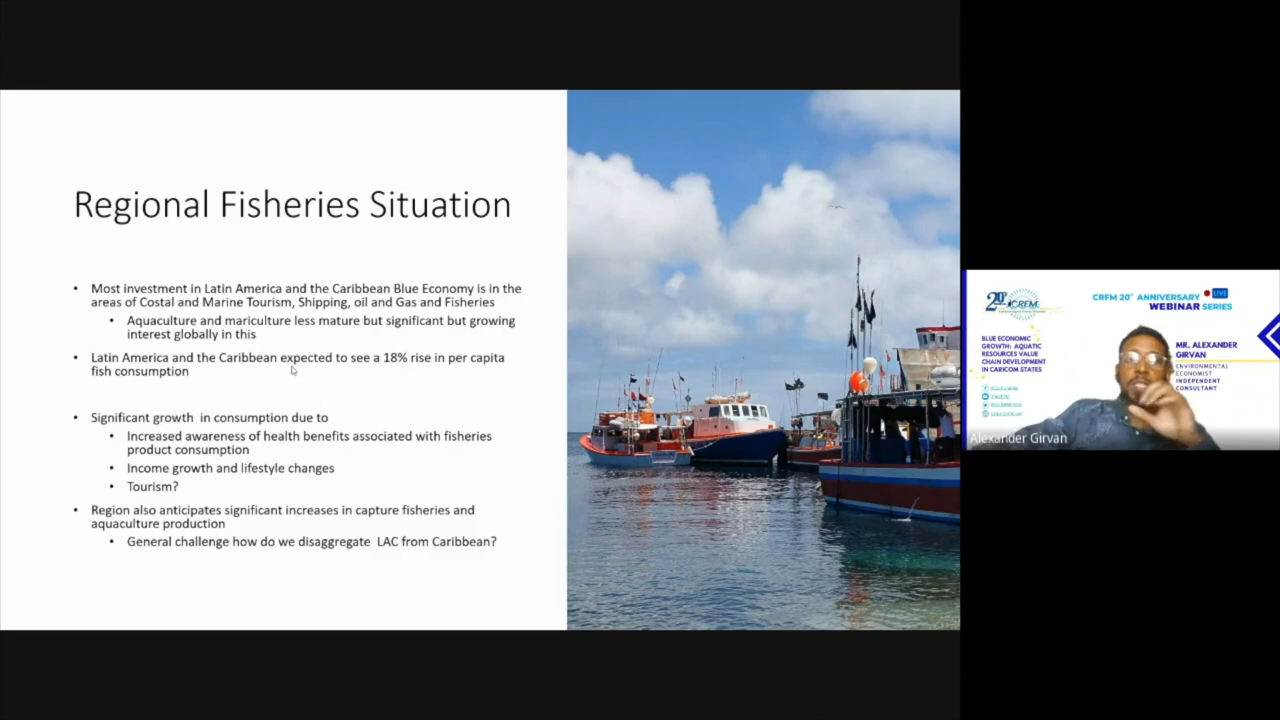 Regional Fisheries Situation
• Most investment in Latin America and the Caribbean Blue Economy is in the
areas of Costal and Marine Tourism, Shipping, oil and Gas and Fisheries
• Aquaculture and mariculture less mature but significant but growing
interest globally in this
• Latin America and the Caribbean expected to see a 18% rise in per capita
fish consumption
• Significant growth in consumption due to
• Increased awareness of health benefits associated with fisheries
product consumption
• Income growth and lifestyle changes
• Tourism?
• Region also anticipates significant increases in capture fisheries and
aquaculture production
• General challenge how do we disaggregate LAC from Caribbean?
20th CRFM
CRFM 20TH ANNIVERSARY LIVE
WEBINAR SERIES
BLUE ECONOMIC
GROWTH: AQUATIC
RESOURCES VALUE
CHAIN DEVELOPMENT
IN CARICOM STATES
MR. ALEXANDER
GIRVAN
ENVIRONMENTAL
ECONOMIST
INDEPENDENT
CONSULTANT
Alexander Girvan